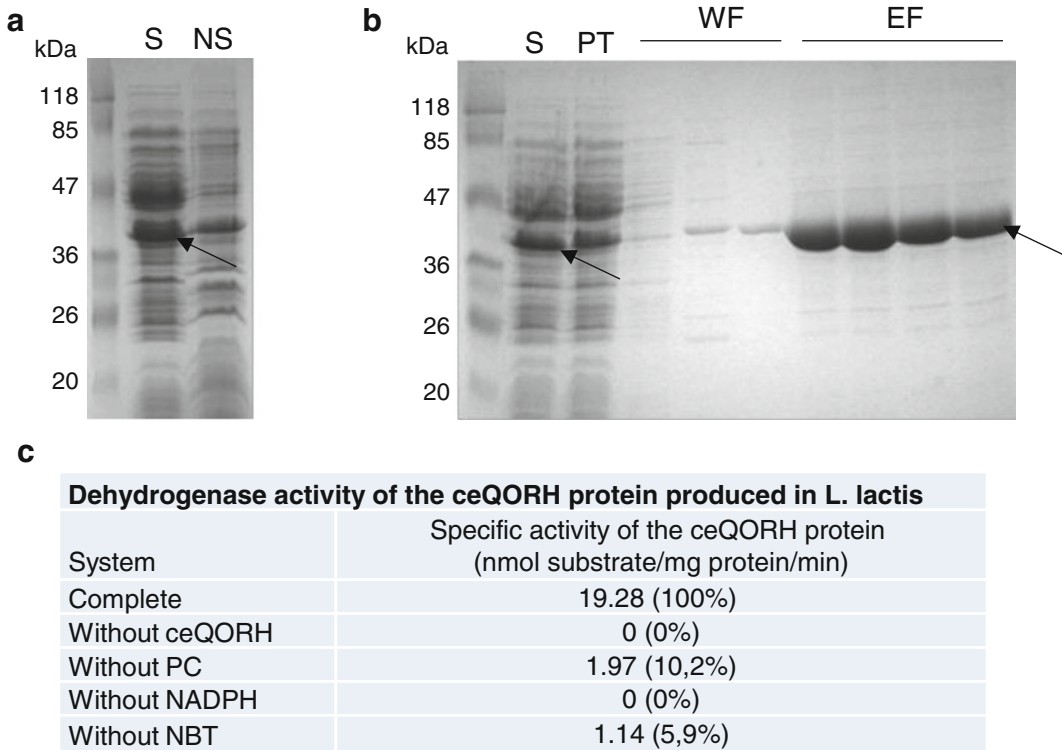 a
kDa
S NS
118
85
47
36
26
20
b
kDa
S PT WF EF
118
85
47
36
26
20
c
Dehydrogenase activity of the ceQORH protein produced in L. lactis
System
Specific activity of the ceQORH protein
(nmol substrate/mg protein/min)
Complete 19.28 (100%)
Without ceQORH 0 (0%)
Without PC 1.97 (10,2%)
Without NADPH 0 (0%)
Without NBT 1.14 (5,9%)